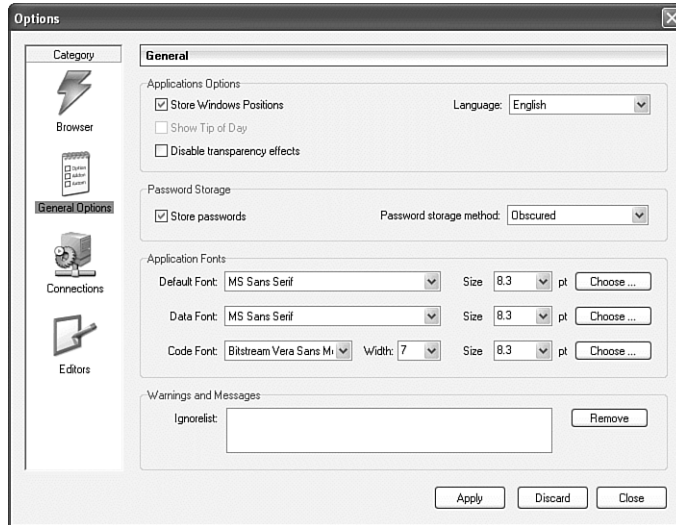 Options
Category
General
Browser
General Options
Connections
Editors
Applications Options
Store Windows Positions
Language: English
Show Tip of Day
Disable transparency effects
Password Storage
Store passwords
Password storage method: Obscured
Application Fonts
Default Font: MS Sans Serif Size 8.3 pt Choose ...
Data Font: MS Sans Serif Size 8.3 pt Choose ...
Code Font: Bitstream Vera Sans Width: 7 Size 8.3 pt Choose ...
Warnings and Messages
Ignorelist: Remove
Apply Discard Close